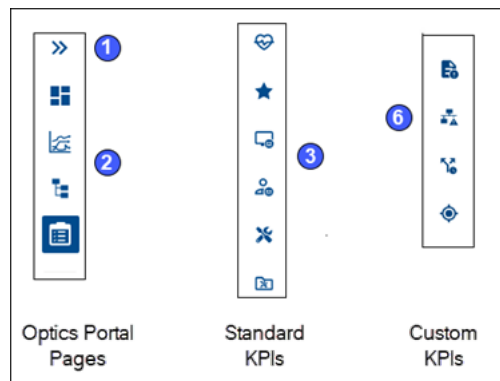 1
2
3
6
Optics Portal
Pages
Standard
KPIs
Custom
KPIs